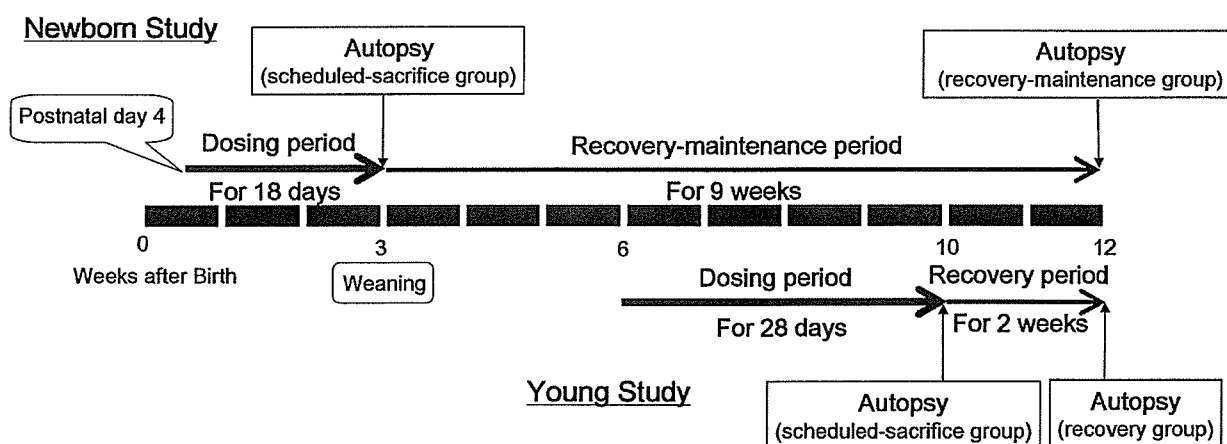 Newborn Study
Autopsy
(scheduled-sacrifice group)
Autopsy
(recovery-maintenance group)
Postnatal day 4
Dosing period
Recovery-maintenance period
For 18 days
For 9 weeks
0
3
6
10
12
Weeks after Birth
Weaning
Dosing period
Recovery period
For 28 days
For 2 weeks
Young Study
Autopsy
(scheduled-sacrifice group)
Autopsy
(recovery group)